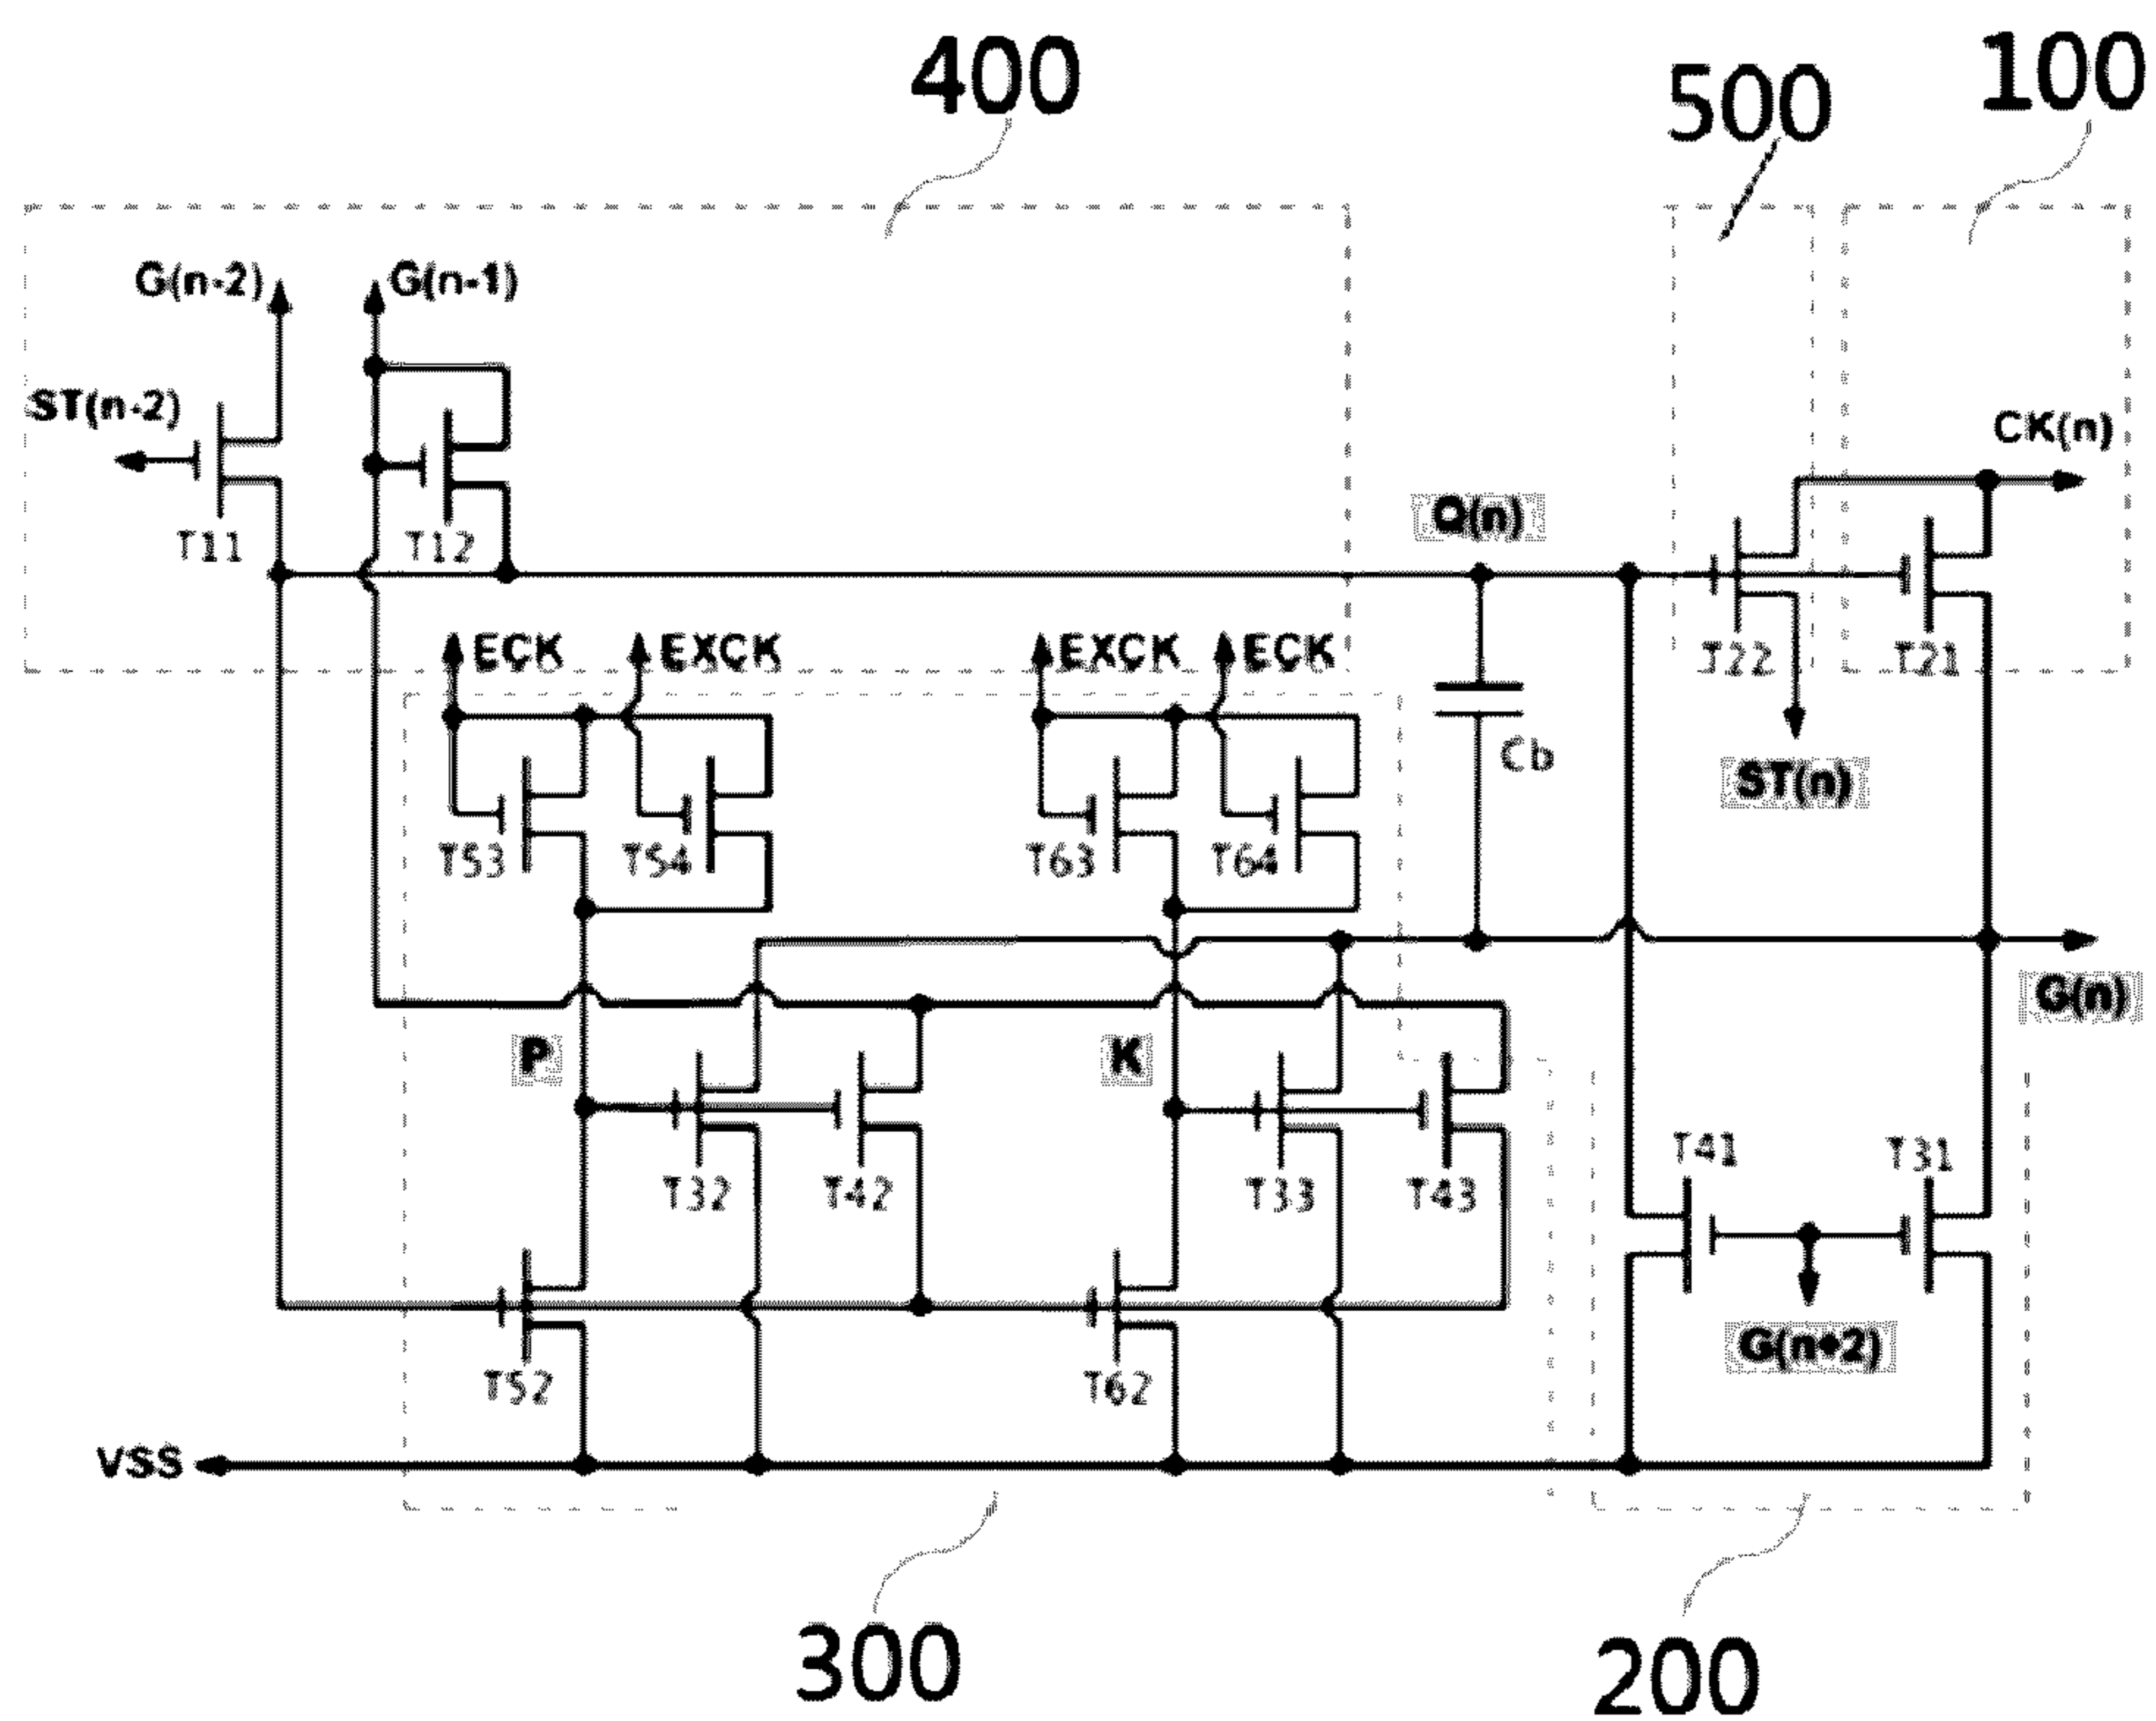 400
500
100
G(n-2)
G(n-1)
ST(n-2)
CK(n)
T11
T12
Q(n)
ECK
EXCK
EXCK
ECK
T22
T21
Cb
ST(n)
T53
T54
T63
T64
G(n)
P
K
T41
T31
T32
T42
T33
T43
G(n+2)
T52
T62
VSS
300
200